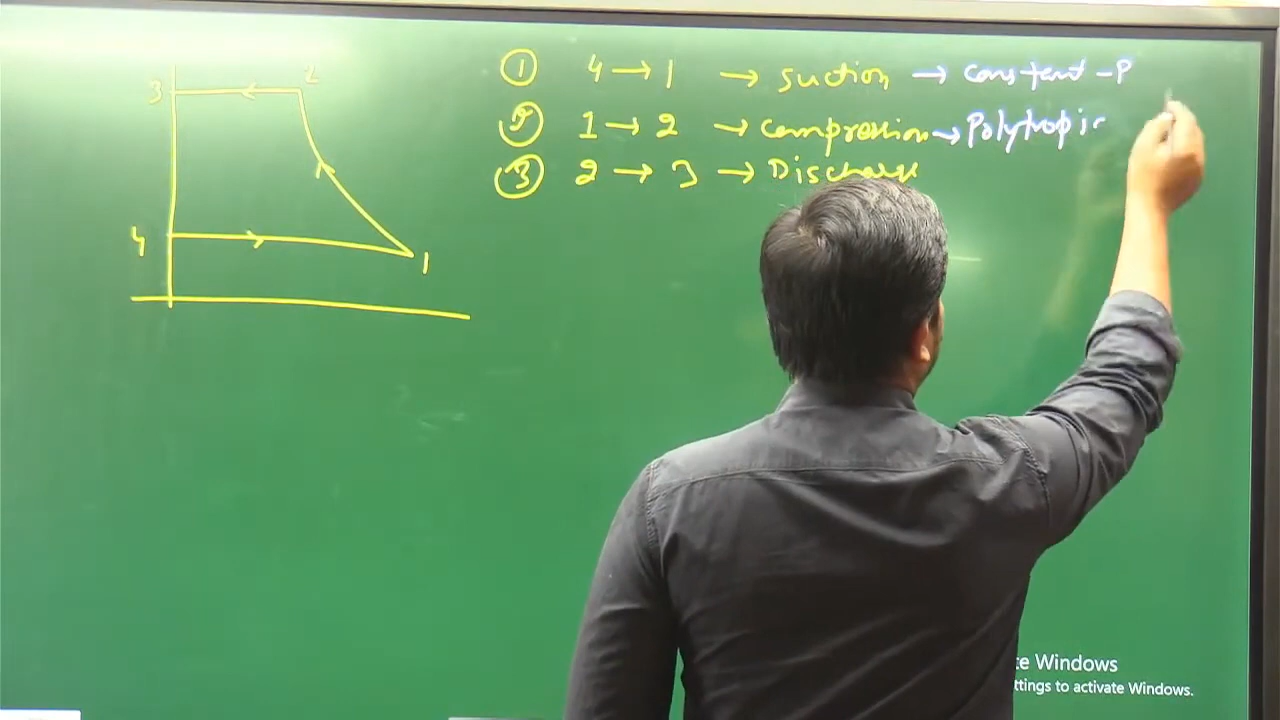 ① 4 → 1 → suction → constant - P
② 1 → 2 → compression → Polytropic
③ 2 → 3 → Discharge
3 2
4 1
te Windows
ttings to activate Windows.